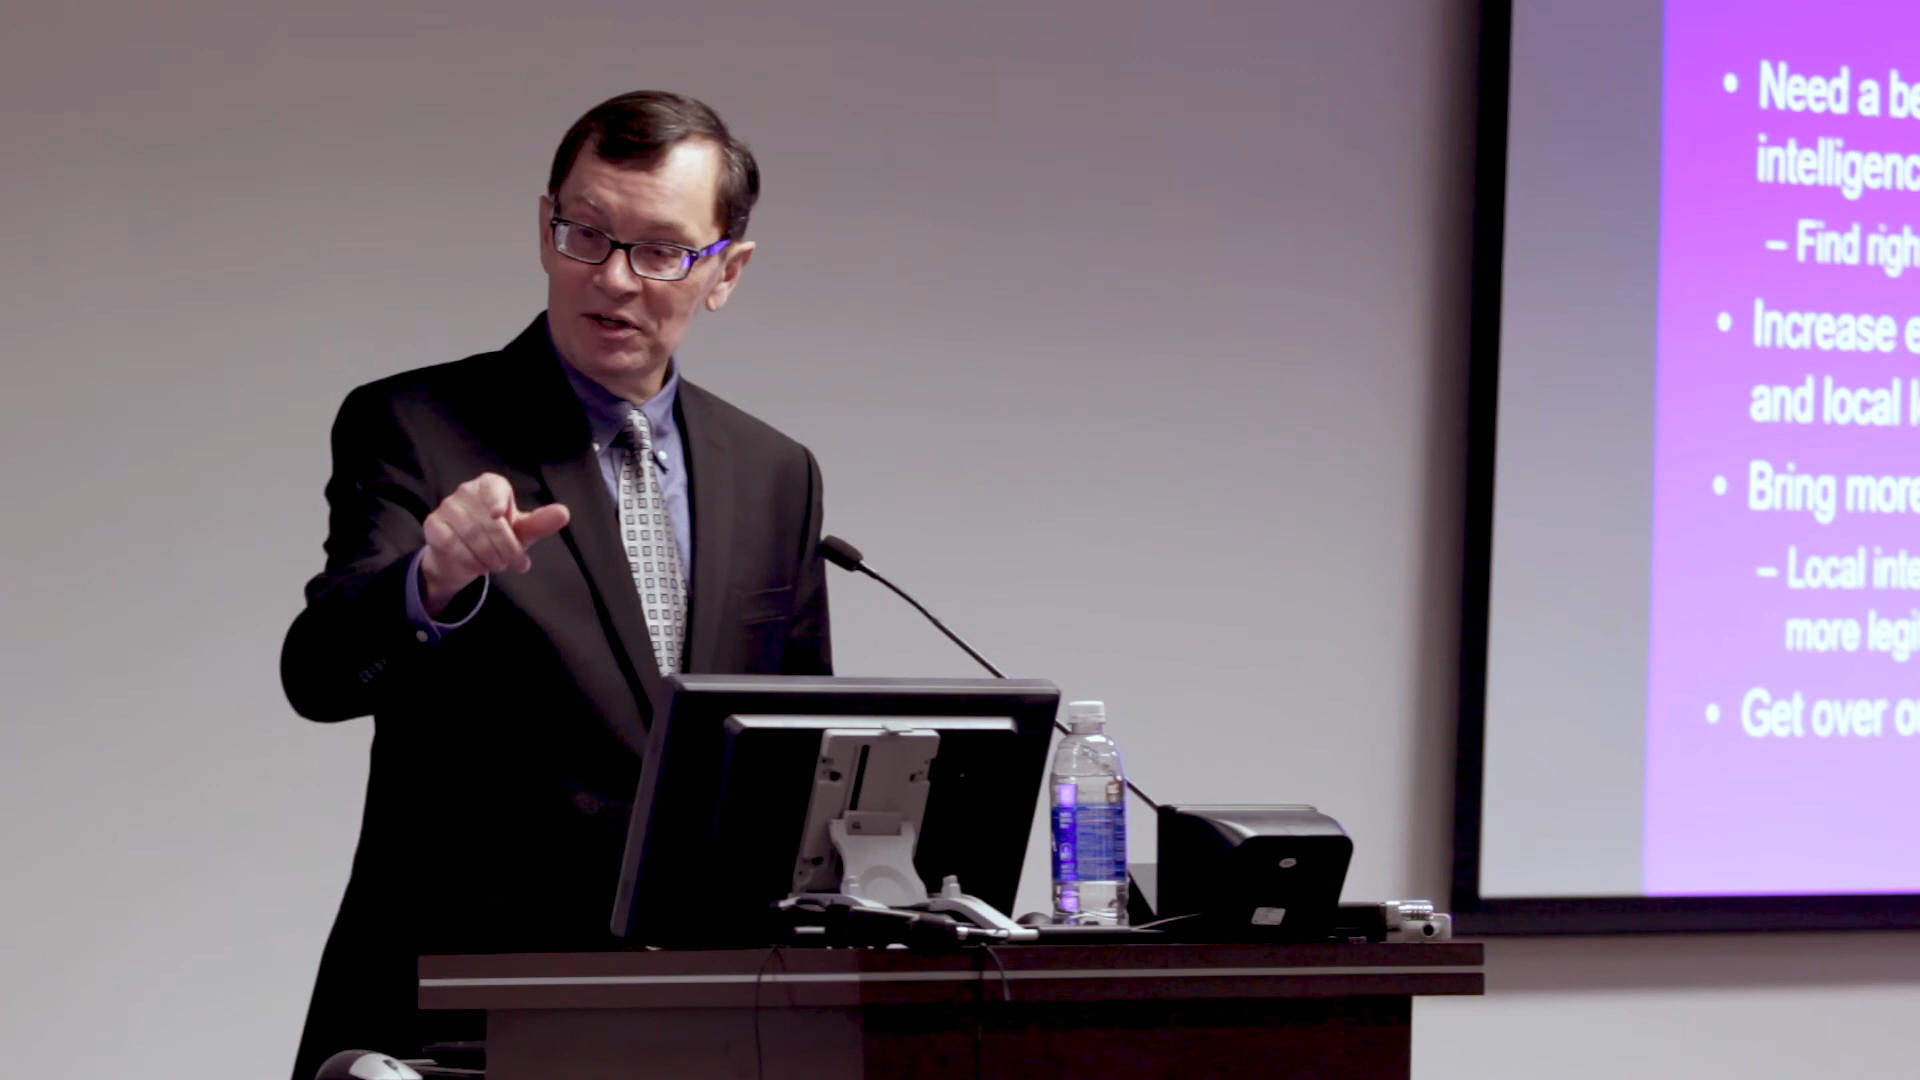 • Need a be
intelligenc
– Find righ
• Increase e
and local l
• Bring more
– Local inte
more legi
• Get over o